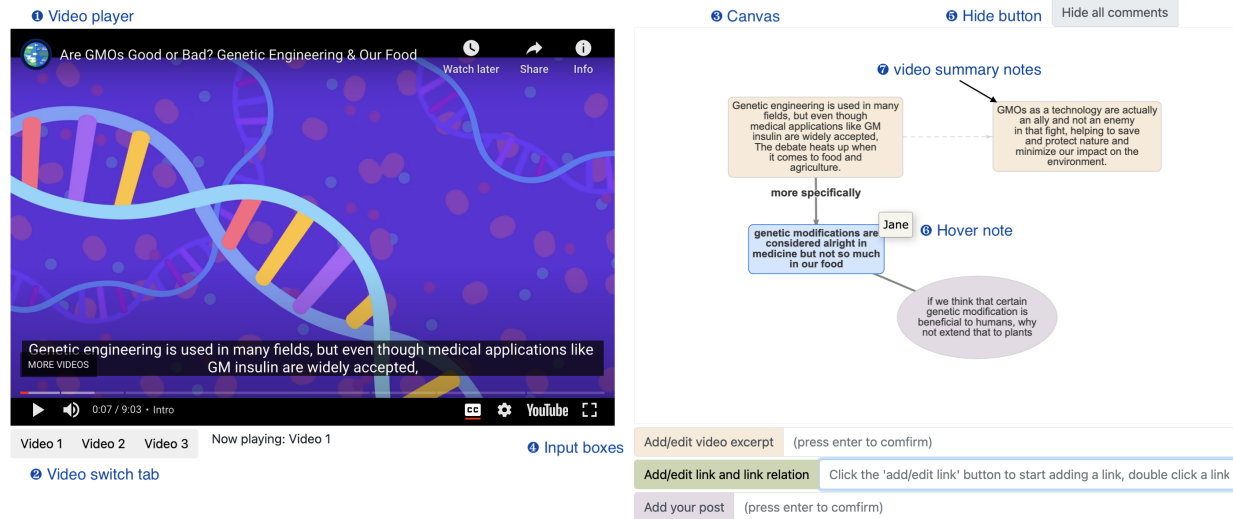 ❶ Video player
❸ Canvas
❺ Hide button
Hide all comments
Are GMOs Good or Bad? Genetic Engineering & Our Food
Watch later
Share
Info
❼ video summary notes
Genetic engineering is used in many
fields, but even though
medical applications like GM
insulin are widely accepted,
The debate heats up when
it comes to food and
agriculture.
GMOs as a technology are actually
an ally and not an enemy
in that fight, helping to save
and protect nature and
minimize our impact on the
environment.
more specifically
Jane
❻ Hover note
genetic modifications are
considered alright in
medicine but not so much
in our food
if we think that certain
genetic modification is
beneficial to humans, why
not extend that to plants
Genetic engineering is used in many fields, but even though medical applications like
GM insulin are widely accepted,
MORE VIDEOS
0:07 / 9:03 • Intro
CC
YouTube
Video 1
Video 2
Video 3
Now playing: Video 1
❹ Input boxes
❷ Video switch tab
Add/edit video excerpt
(press enter to comfirm)
Add/edit link and link relation
Click the 'add/edit link' button to start adding a link, double click a link
Add your post
(press enter to comfirm)